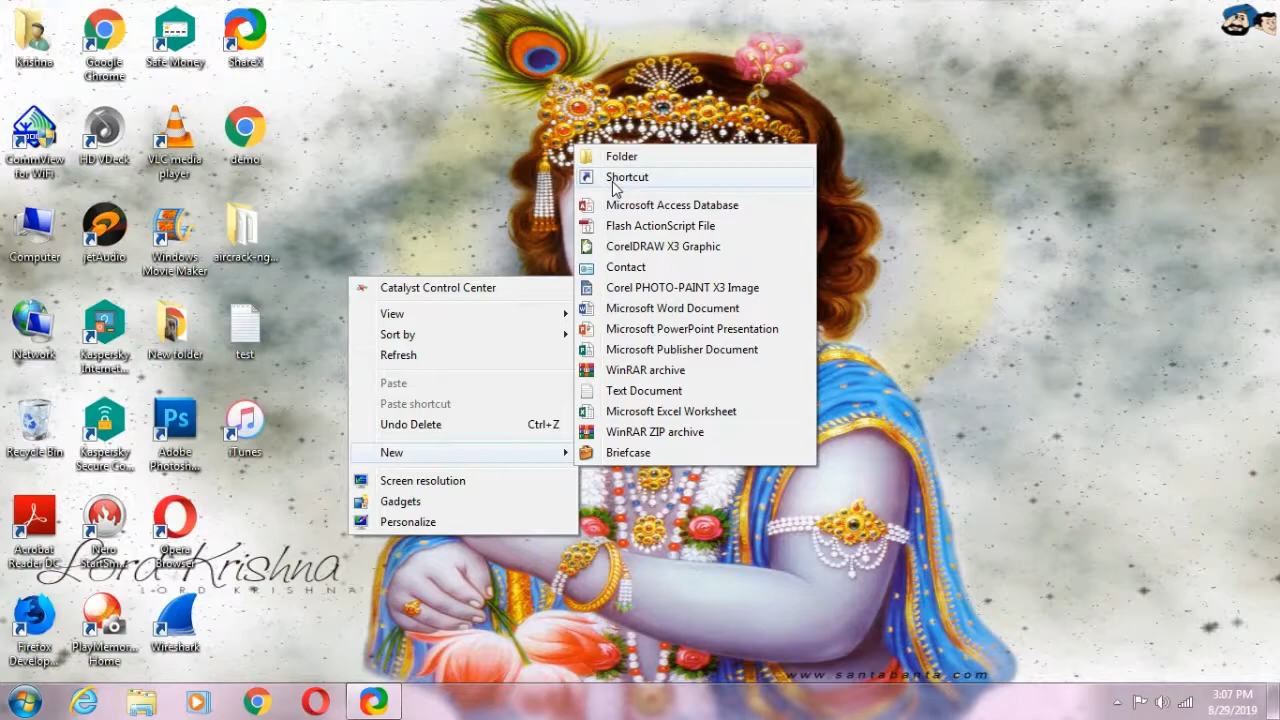 Krishna
Google Chrome
Safe Money
ShareX
CommView for WiFi
HD VDeck
VLC media player
demo
Computer
jetAudio
Windows Movie Maker
aircrack-ng...
Network
Kaspersky Internet...
New folder
test
Recycle Bin
Kaspersky Secure Co...
Adobe Photosh...
iTunes
Acrobat Reader DC
Nero StartSm...
Opera Browser
Firefox Develop...
PlayMemor... Home
Wireshark
Lord Krishna
LORD KRISHNA
Catalyst Control Center
View
Sort by
Refresh
Paste
Paste shortcut
Undo Delete Ctrl+Z
New
Screen resolution
Gadgets
Personalize
Folder
Shortcut
Microsoft Access Database
Flash ActionScript File
CorelDRAW X3 Graphic
Contact
Corel PHOTO-PAINT X3 Image
Microsoft Word Document
Microsoft PowerPoint Presentation
Microsoft Publisher Document
WinRAR archive
Text Document
Microsoft Excel Worksheet
WinRAR ZIP archive
Briefcase
www.santabanta.com
3:07 PM
8/29/2019